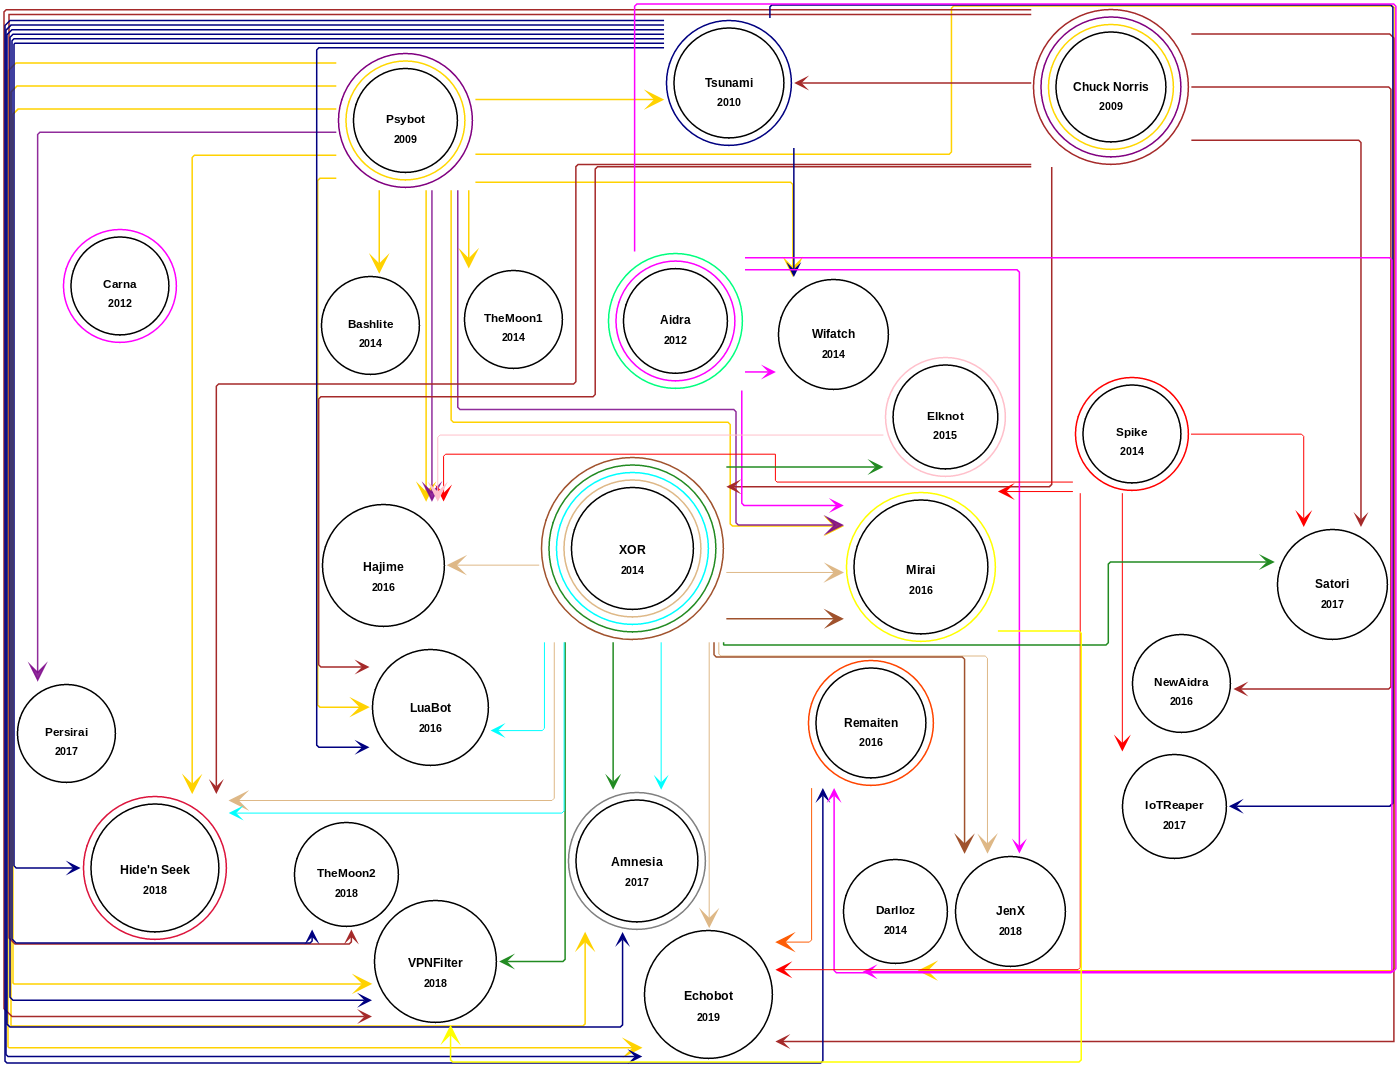 Tsunami
2010
Chuck Norris
2009
Psybot
2009
Carna
2012
Bashlite
2014
TheMoon1
2014
Aidra
2012
Wifatch
2014
Elknot
2015
Spike
2014
XOR
2014
Hajime
2016
Mirai
2016
Satori
2017
NewAidra
2016
LuaBot
2016
Remaiten
2016
Persirai
2017
IoTReaper
2017
Hide'n Seek
2018
TheMoon2
2018
Amnesia
2017
Darlloz
2014
JenX
2018
VPNFilter
2018
Echobot
2019